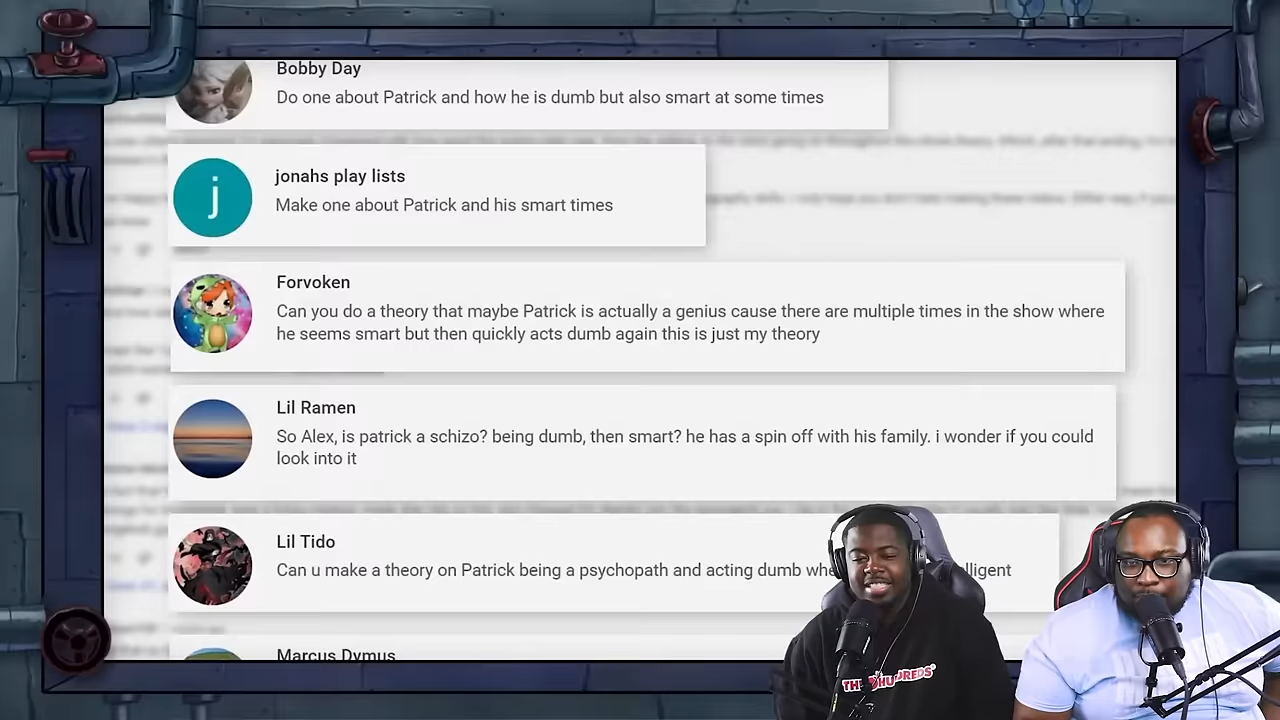 Bobby Day
Do one about Patrick and how he is dumb but also smart at some times
j
jonahs play lists
Make one about Patrick and his smart times
Forvoken
Can you do a theory that maybe Patrick is actually a genius cause there are multiple times in the show where
he seems smart but then quickly acts dumb again this is just my theory
Lil Ramen
So Alex, is patrick a schizo? being dumb, then smart? he has a spin off with his family. i wonder if you could
look into it
Lil Tido
Can u make a theory on Patrick being a psychopath and acting dumb
Marcus Dymus